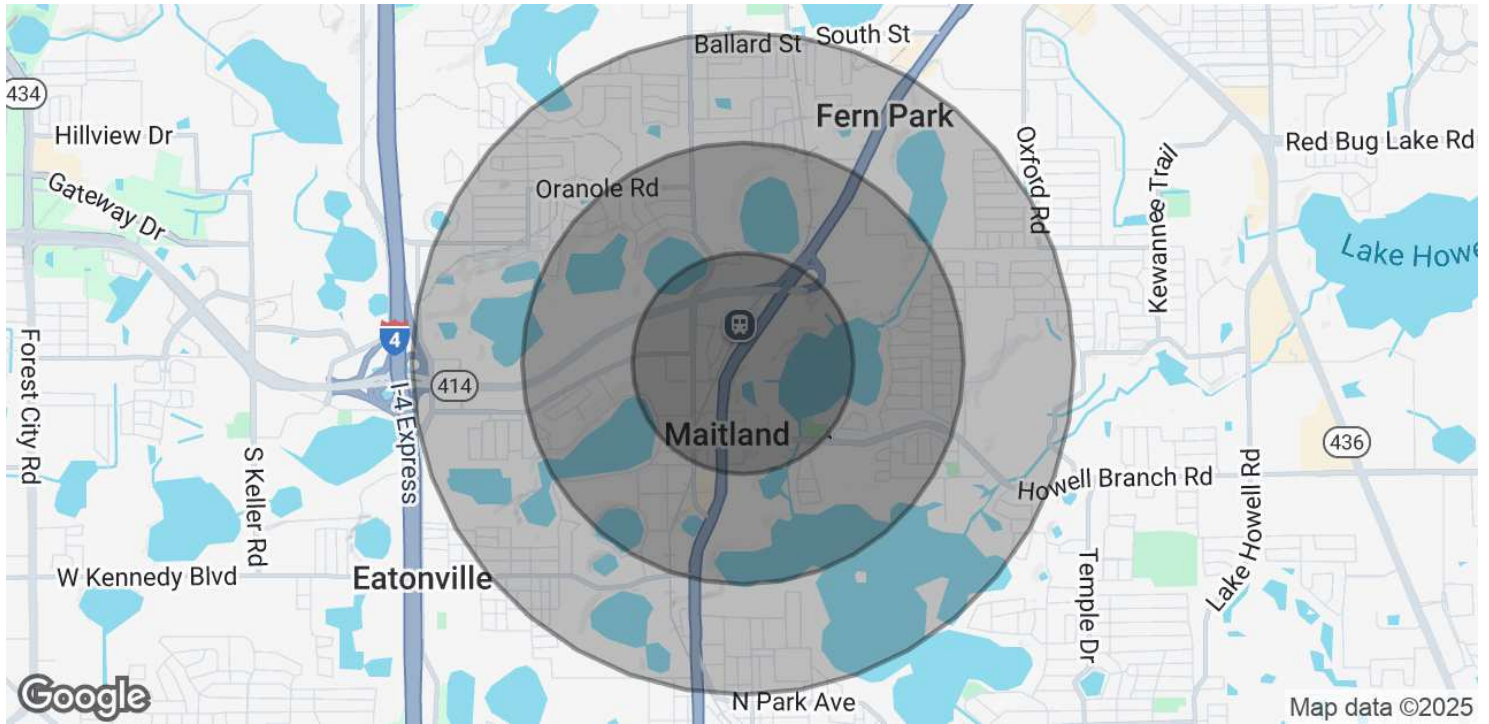 Ballard St
South St
434
Fern Park
Hillview Dr
Red Bug Lake Rd
Oxford Rd
Kewannee Trail
Gateway Dr
Oranole Rd
Lake Howe
4
I-4 Express
414
Forest City Rd
S Keller Rd
Maitland
436
Howell Branch Rd
Lake Howell Rd
W Kennedy Blvd
Eatonville
Temple Dr
Google
N Park Ave
Map data ©2025